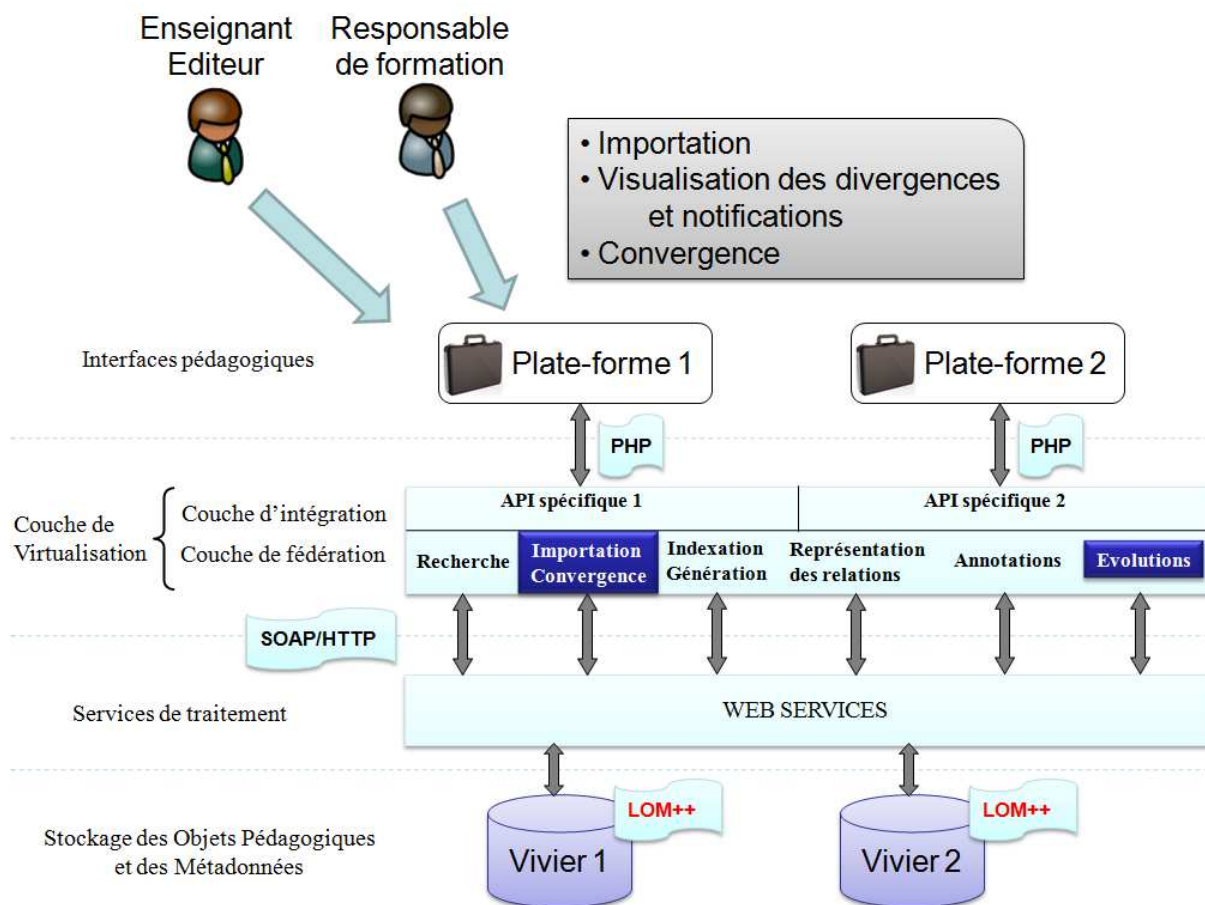 Enseignant
Editeur
Responsable
de formation
• Importation
• Visualisation des divergences
et notifications
• Convergence
Interfaces pédagogiques
Plate-forme 1
Plate-forme 2
PHP
PHP
Couche de
Virtualisation
Couche d'intégration
Couche de fédération
API spécifique 1
API spécifique 2
Recherche
Importation
Convergence
Indexation
Génération
Représentation
des relations
Annotations
Evolutions
SOAP/HTTP
Services de traitement
WEB SERVICES
Stockage des Objets Pédagogiques
et des Métadonnées
Vivier 1
LOM++
Vivier 2
LOM++